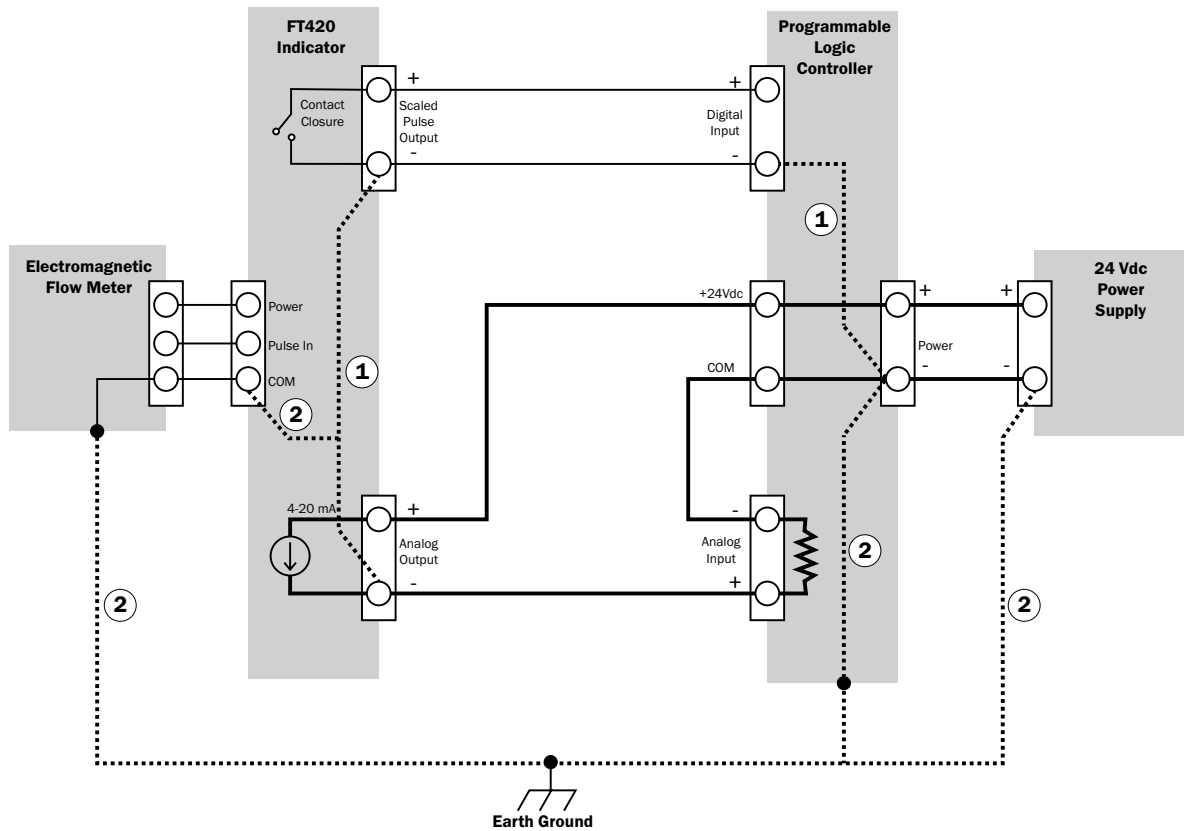 FT420
Indicator
Programmable
Logic
Controller
+
Contact
Closure
Scaled
Pulse
Output
-
+
Digital
Input
-
1
Electromagnetic
Flow Meter
24 Vdc
Power
Supply
Power
Pulse In
COM
+24Vdc
COM
+
Power
-
+
-
1
2
4-20 mA
+
Analog
Output
-
-
Analog
Input
+
2
2
2
Earth Ground